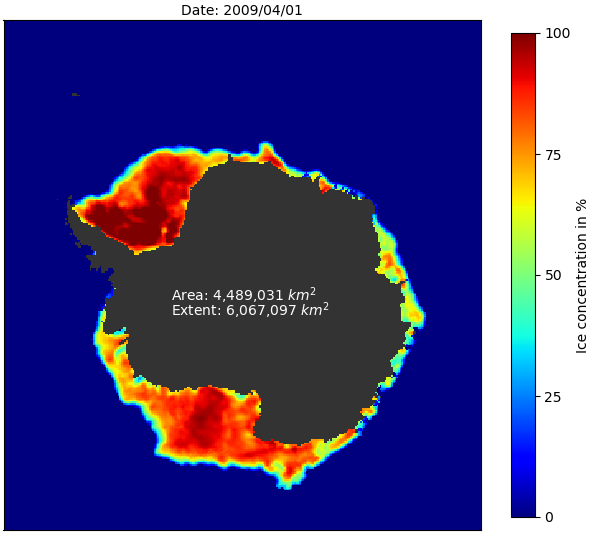 Date: 2009/04/01
100
75
50
25
0
Ice concentration in %
Area: 4,489,031 km²
Extent: 6,067,097 km²